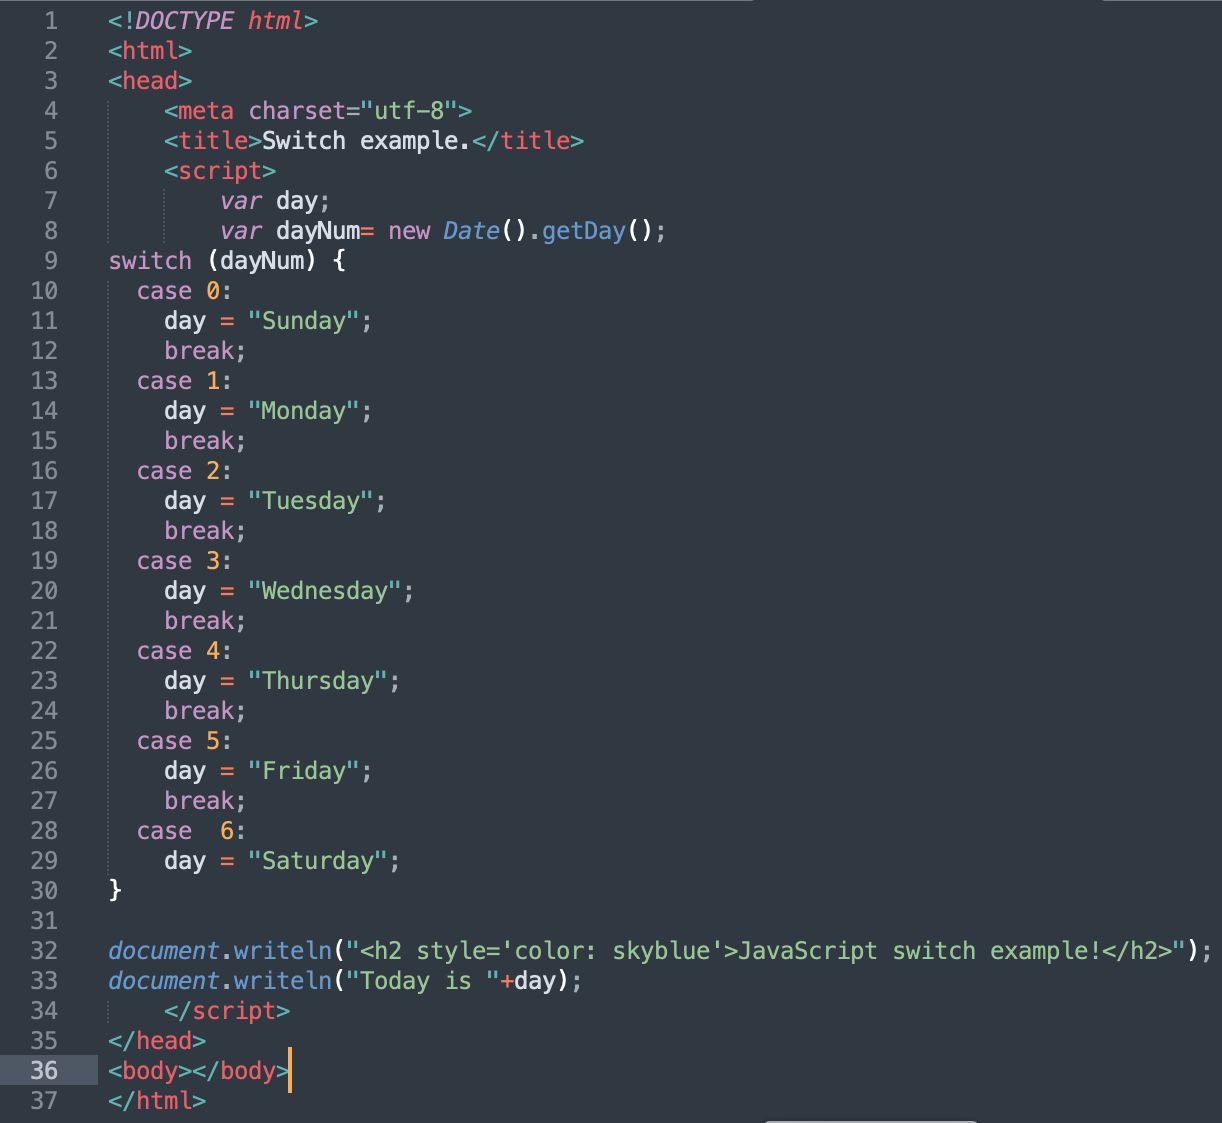 1 <!DOCTYPE html>
2 <html>
3 <head>
4     <meta charset="utf-8">
5     <title>Switch example.</title>
6     <script>
7         var day;
8         var dayNum= new Date().getDay();
9 switch (dayNum) {
10   case 0:
11     day = "Sunday";
12     break;
13   case 1:
14     day = "Monday";
15     break;
16   case 2:
17     day = "Tuesday";
18     break;
19   case 3:
20     day = "Wednesday";
21     break;
22   case 4:
23     day = "Thursday";
24     break;
25   case 5:
26     day = "Friday";
27     break;
28   case  6:
29     day = "Saturday";
30 }
31
32 document.writeln("<h2 style='color: skyblue'>JavaScript switch example!</h2>");
33 document.writeln("Today is "+day);
34     </script>
35 </head>
36 <body></body>
37 </html>